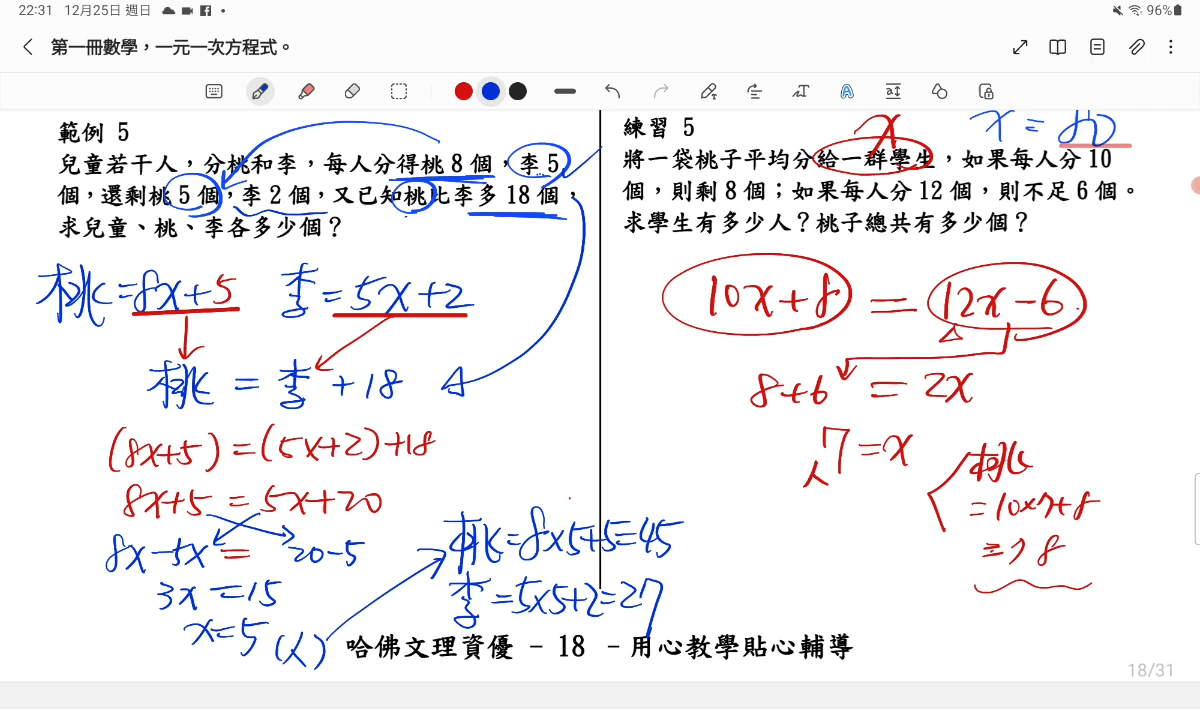 22:31 12月25日 週日
96%
第一冊數學，一元一次方程式。
範例 5
兒童若干人，分桃和李，每人分得桃 8 個，李 5
個，還剩桃 5 個，李 2 個，又已知桃比李多 18 個，
求兒童、桃、李各多少個？
桃=8x+5 李=5x+2
桃 = 李 +18
(8x+5)=(5x+2)+18
8x+5 = 5x+20
8x-5x = 20-5
3x=15
x=5(人)
桃=8x5+5=45
李=5x5+2=27
練習 5
x
x=80
將一袋桃子平均分給一群學生，如果每人分 10
個，則剩 8 個；如果每人分 12 個，則不足 6 個。
求學生有多少人？桃子總共有多少個？
10x+8 = 12x-6
8+6 = 2x
7=x
人
桃
=10x7+8
=78
哈佛文理資優 - 18 -用心教學貼心輔導
18/31